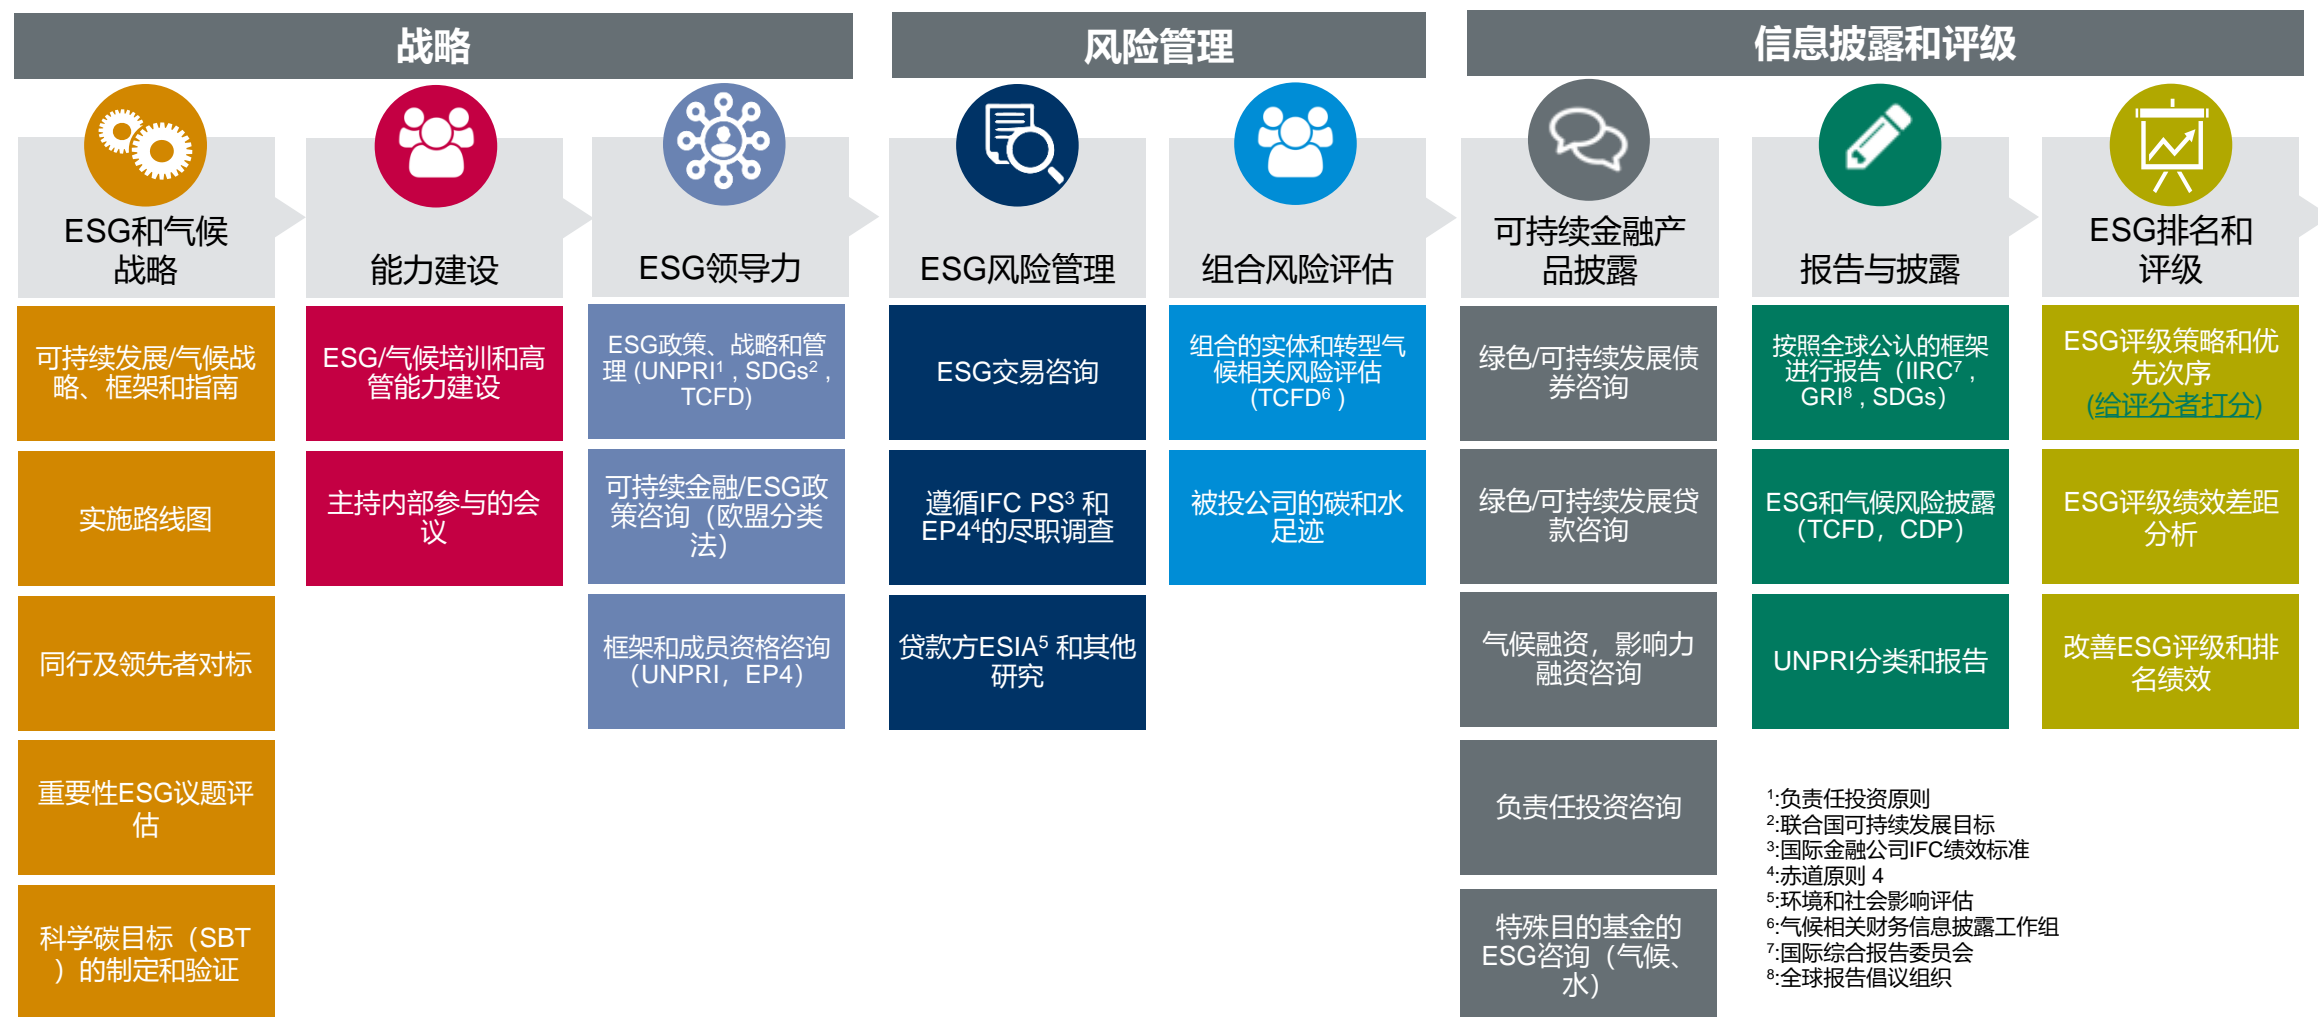 战略
风险管理
信息披露和评级
ESG和气候
战略
能力建设
ESG领导力
ESG风险管理
组合风险评估
可持续金融产
品披露
报告与披露
ESG排名和
评级
可持续发展/气候战
略、框架和指南
实施路线图
同行及领先者对标
重要性ESG议题评
估
科学碳目标（SBT
）的制定和验证
ESG/气候培训和高
管能力建设
主持内部参与的会
议
ESG政策、战略和管
理 (UNPRI¹ , SDGs² ,
TCFD)
可持续金融/ESG政
策咨询（欧盟分类
法）
框架和成员资格咨询
（UNPRI，EP4）
ESG交易咨询
遵循IFC PS³ 和
EP4⁴的尽职调查
贷款方ESIA⁵ 和其他
研究
组合的实体和转型气
候相关风险评估
(TCFD⁶ )
被投公司的碳和水
足迹
绿色/可持续发展债
券咨询
绿色/可持续发展贷
款咨询
气候融资，影响力
融资咨询
负责任投资咨询
特殊目的基金的
ESG咨询（气候、
水）
按照全球公认的框架
进行报告（IIRC⁷ ,
GRI⁸ , SDGs）
ESG和气候风险披露
（TCFD，CDP）
UNPRI分类和报告
ESG评级策略和优
先次序
(给评分者打分)
ESG评级绩效差距
分析
改善ESG评级和排
名绩效
¹:负责任投资原则
²:联合国可持续发展目标
³:国际金融公司IFC绩效标准
⁴:赤道原则 4
⁵:环境和社会影响评估
⁶:气候相关财务信息披露工作组
⁷:国际综合报告委员会
⁸:全球报告倡议组织